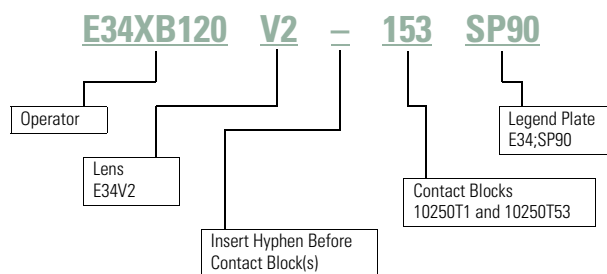 E34XB120 V2 – 153 SP90
Operator
Legend Plate
E34;SP90
Lens
E34V2
Contact Blocks
10250T1 and 10250T53
Insert Hyphen Before
Contact Block(s)